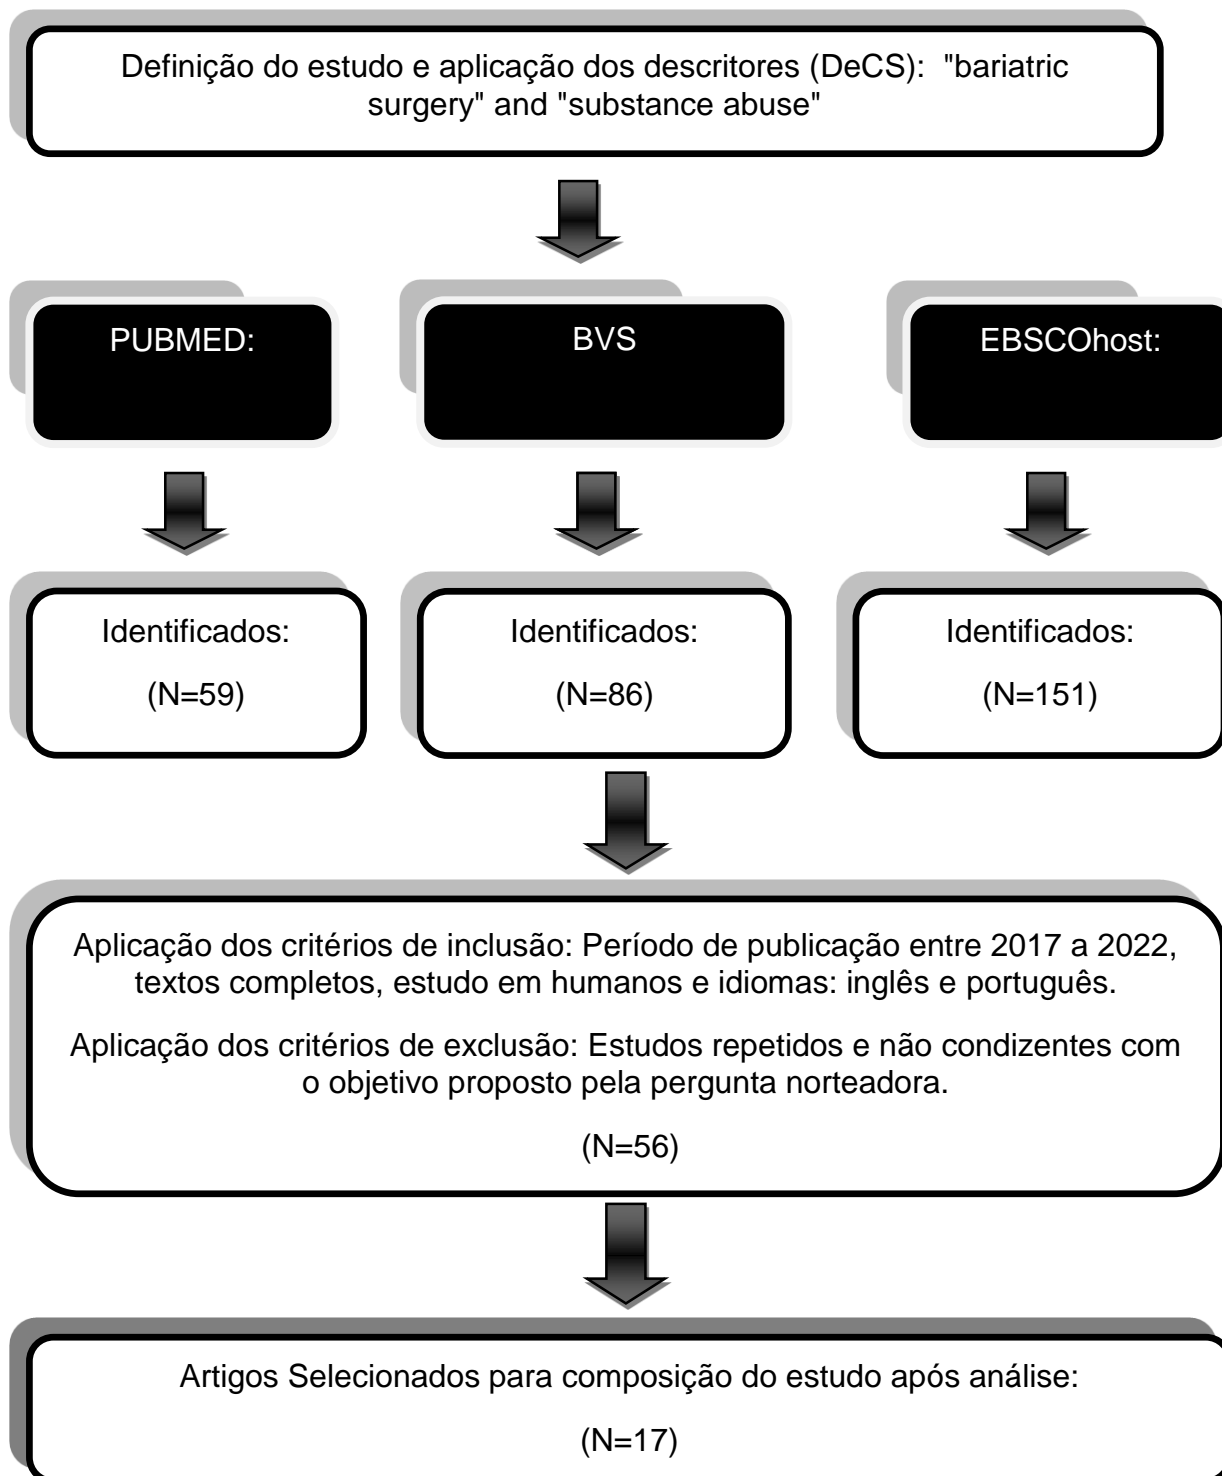 Definição do estudo e aplicação dos descritores (DeCS):  "bariatric
surgery" and "substance abuse"
PUBMED:
BVS
EBSCOhost:
Identificados:
(N=59)
Identificados:
(N=86)
Identificados:
(N=151)
Aplicação dos critérios de inclusão: Período de publicação entre 2017 a 2022,
textos completos, estudo em humanos e idiomas: inglês e português.
Aplicação dos critérios de exclusão: Estudos repetidos e não condizentes com
o objetivo proposto pela pergunta norteadora.
(N=56)
Artigos Selecionados para composição do estudo após análise:
(N=17)